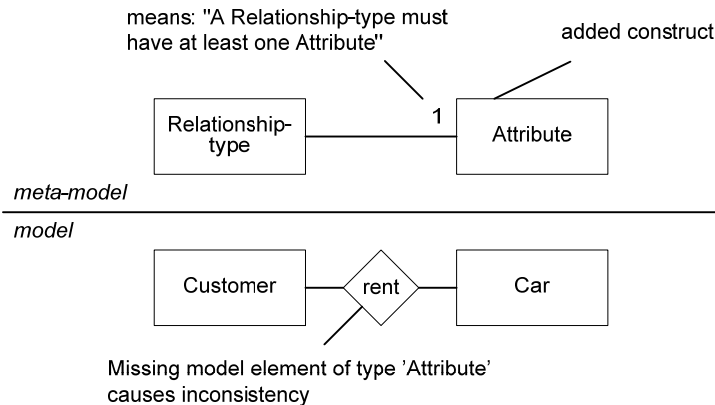 means: "A Relationship-type must
have at least one Attribute"
added construct
Relationship-
type
1
Attribute
meta-model
model
Customer
rent
Car
Missing model element of type 'Attribute'
causes inconsistency